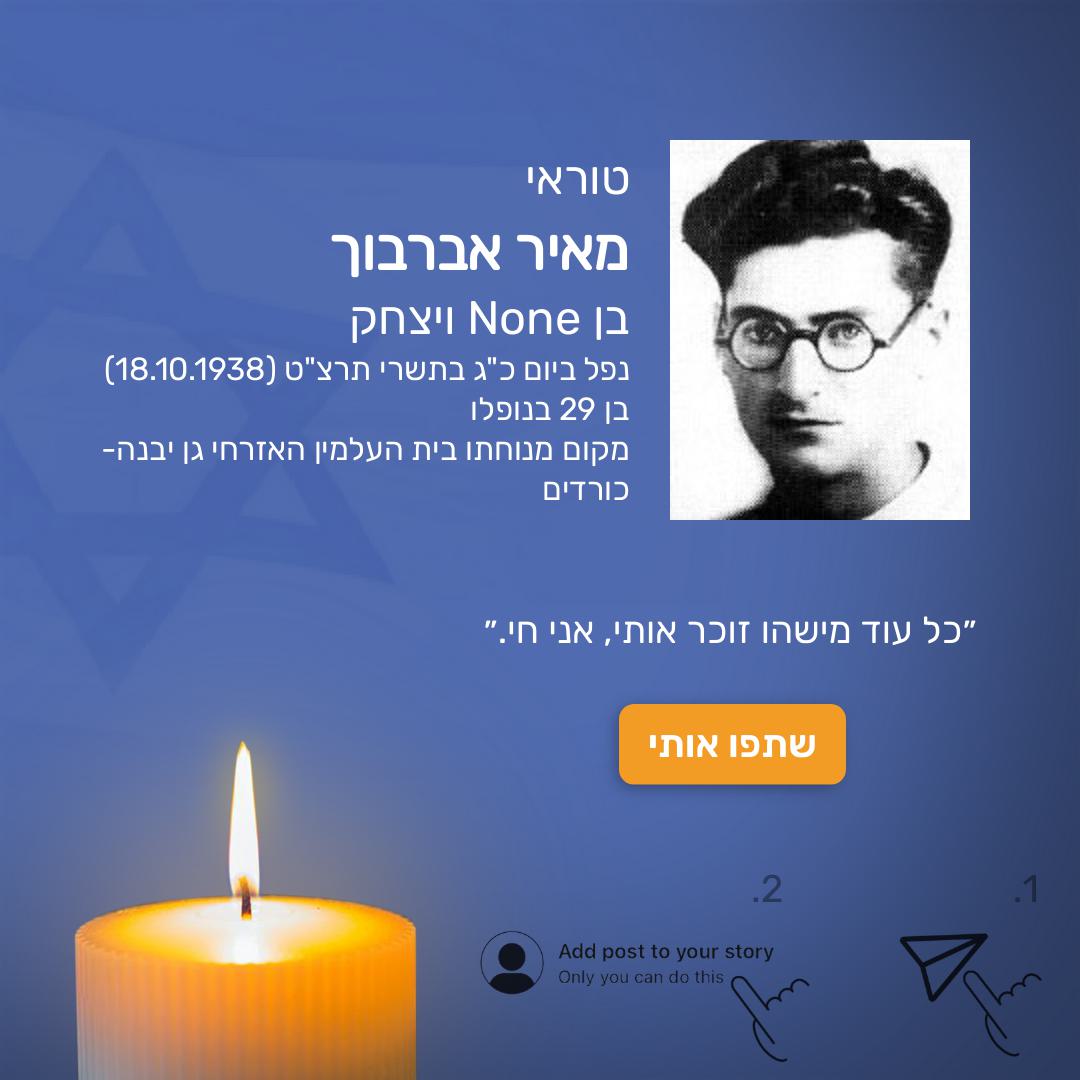 טוראי
מאיר אברבוך
בן None ויצחק
נפל ביום כ"ג בתשרי תרצ"ט (18.10.1938)
בן 29 בנופלו
מקום מנוחתו בית העלמין האזרחי גן יבנה-
כורדים
"כל עוד מישהו זוכר אותי, אני חי."
שתפו אותי
1.
2.
Add post to your story
Only you can do this